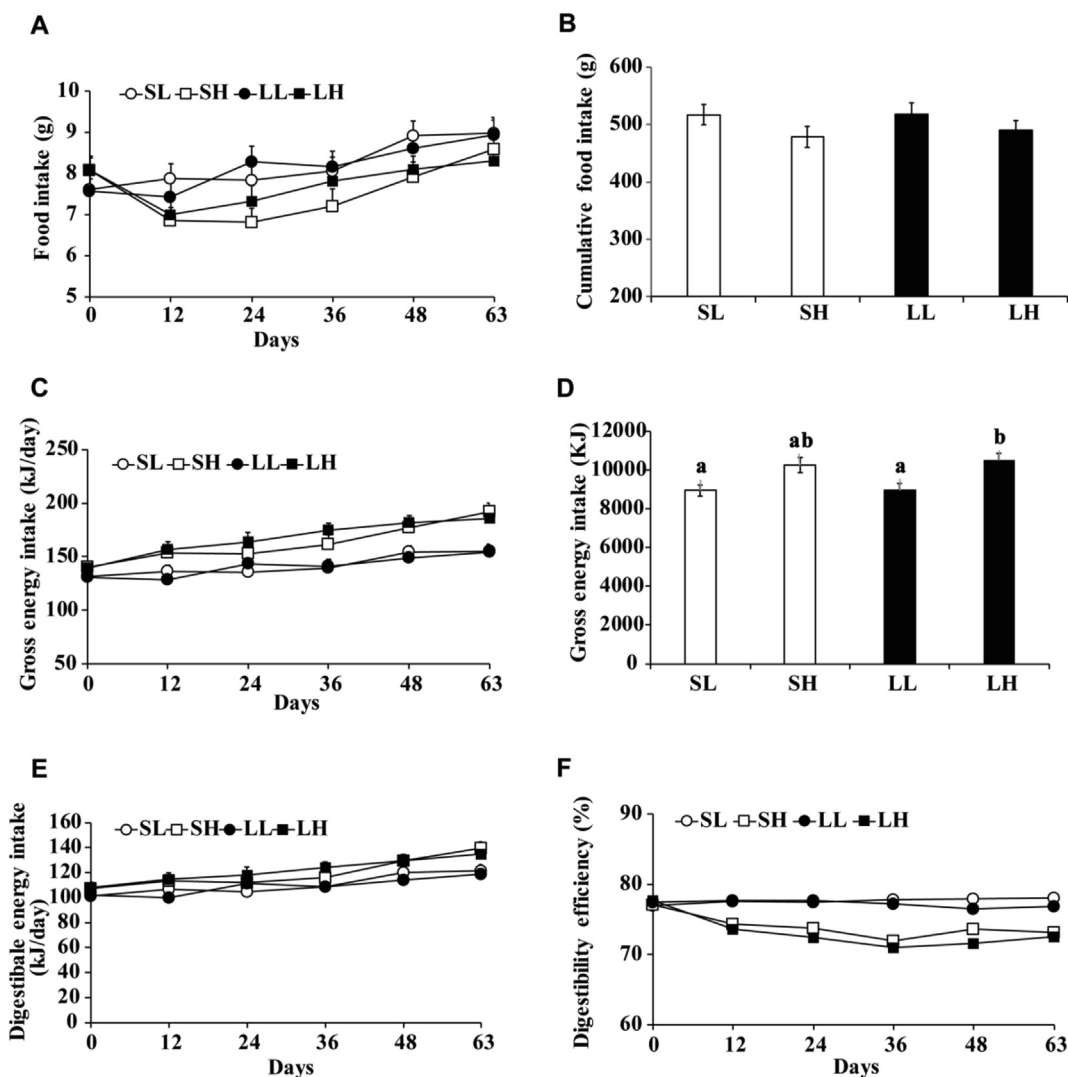 A
SL SH LL LH
10
9
8
7
6
5
Food intake (g)
0 12 24 36 48 63
Days
B
600
500
400
300
200
Cumulative food intake (g)
SL SH LL LH
C
SL SH LL LH
250
200
150
100
50
Gross energy intake (kJ/day)
0 12 24 36 48 63
Days
D
12000
10000
8000
6000
4000
2000
0
Gross energy intake (KJ)
a ab a b
SL SH LL LH
E
SL SH LL LH
160
140
120
100
80
60
40
20
0
Digestibale energy intake
(kJ/day)
0 12 24 36 48 63
Days
F
SL SH LL LH
90
80
70
60
Digestibility efficiency (%)
0 12 24 36 48 63
Days